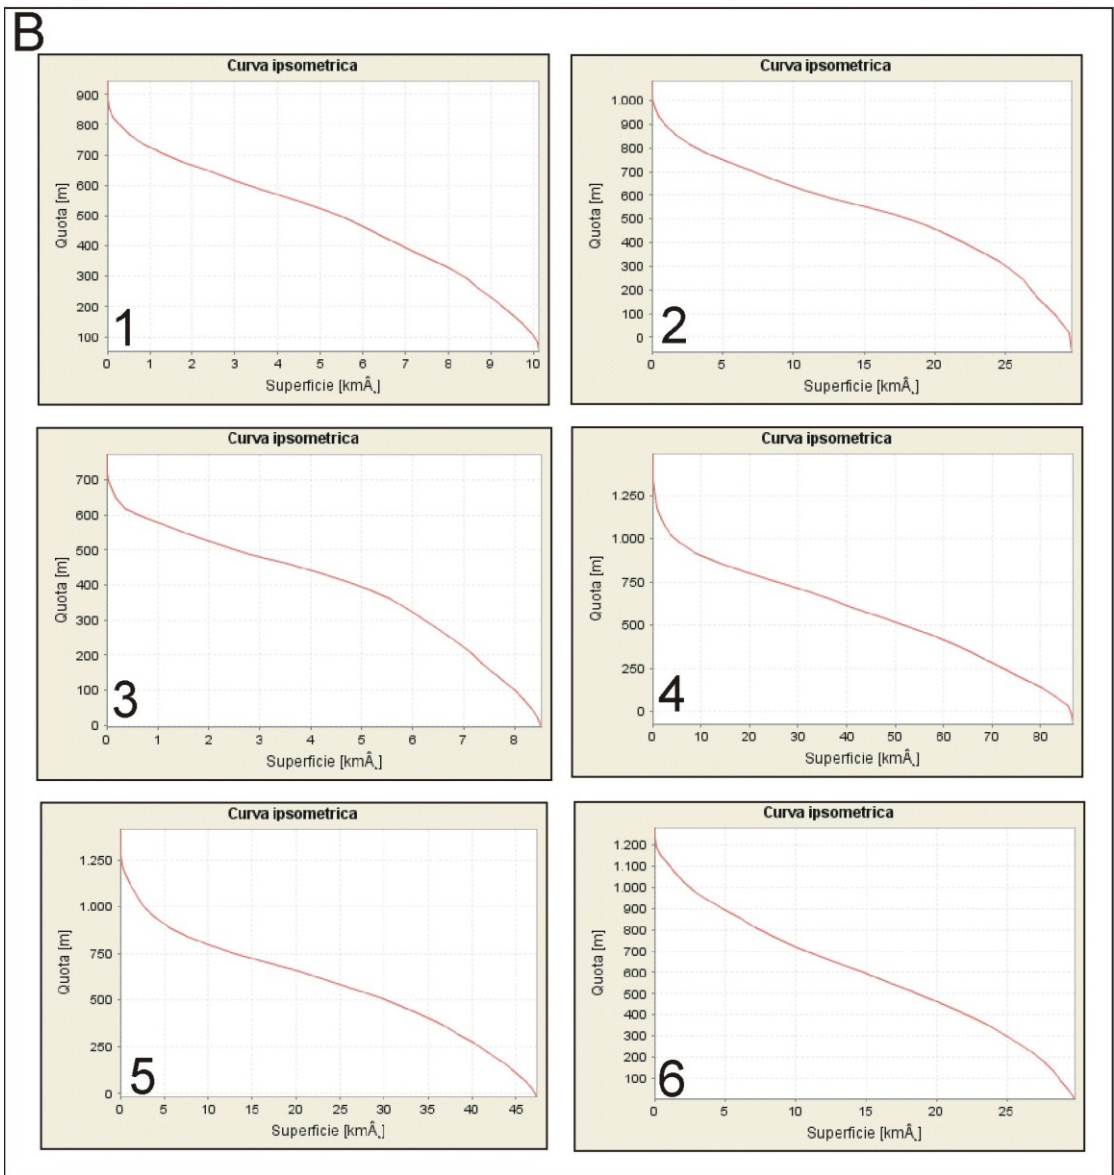 B
Curva ipsometrica
Quota [m]
900
800
700
600
500
400
300
200
100
1
0 1 2 3 4 5 6 7 8 9 10
Superficie [kmÂ¸]
Curva ipsometrica
Quota [m]
1.000
900
800
700
600
500
400
300
200
100
0
2
0 5 10 15 20 25
Superficie [kmÂ¸]
Curva ipsometrica
Quota [m]
700
600
500
400
300
200
100
0
3
0 1 2 3 4 5 6 7 8
Superficie [kmÂ¸]
Curva ipsometrica
Quota [m]
1.250
1.000
750
500
250
0
4
0 10 20 30 40 50 60 70 80
Superficie [kmÂ¸]
Curva ipsometrica
Quota [m]
1.250
1.000
750
500
250
0
5
0 5 10 15 20 25 30 35 40 45
Superficie [kmÂ¸]
Curva ipsometrica
Quota [m]
1.200
1.100
1.000
900
800
700
600
500
400
300
200
100
6
0 5 10 15 20 25
Superficie [kmÂ¸]